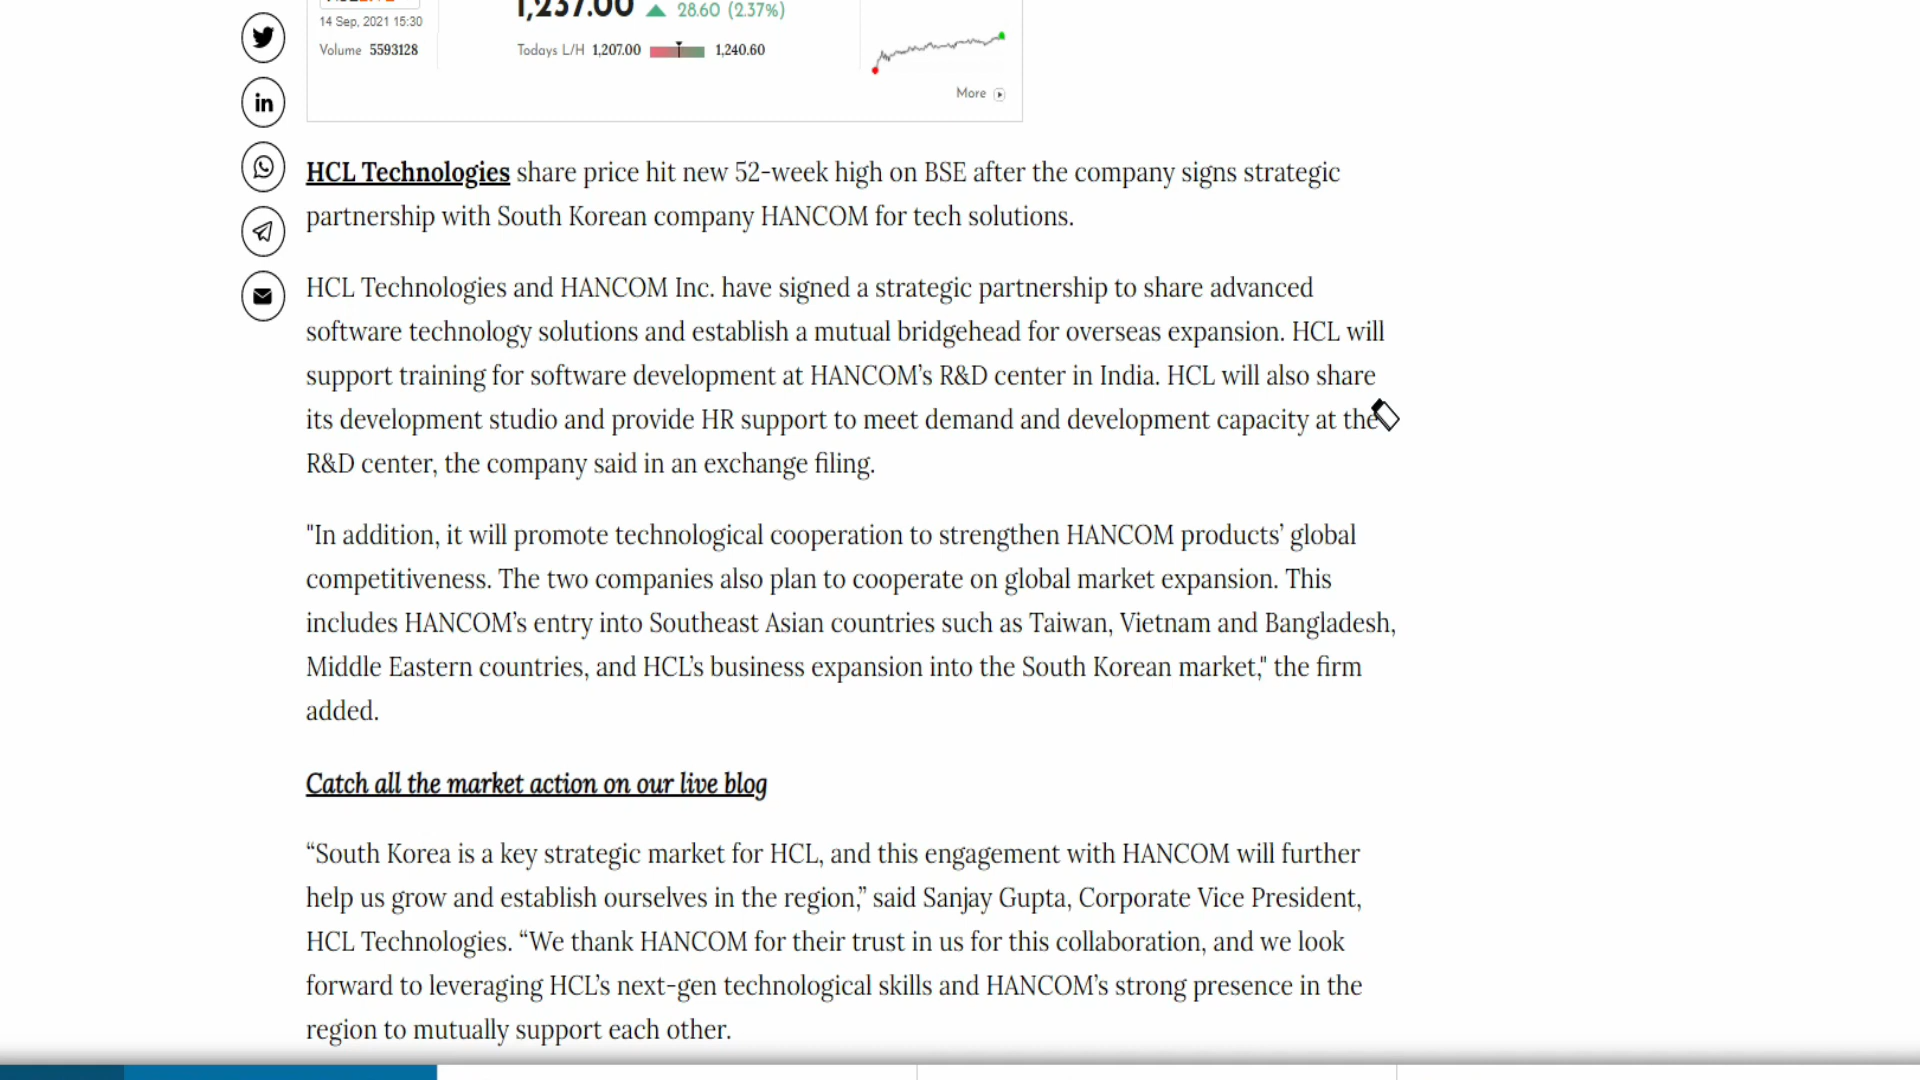 1,237.00 28.60 (2.37%)
14 Sep, 2021 15:30
Volume 5593128
Todays L/H 1,207.00 1,240.60
in
More
HCL Technologies share price hit new 52-week high on BSE after the company signs strategic
partnership with South Korean company HANCOM for tech solutions.
HCL Technologies and HANCOM Inc. have signed a strategic partnership to share advanced
software technology solutions and establish a mutual bridgehead for overseas expansion. HCL will
support training for software development at HANCOM’s R&D center in India. HCL will also share
its development studio and provide HR support to meet demand and development capacity at the
R&D center, the company said in an exchange filing.
"In addition, it will promote technological cooperation to strengthen HANCOM products’ global
competitiveness. The two companies also plan to cooperate on global market expansion. This
includes HANCOM’s entry into Southeast Asian countries such as Taiwan, Vietnam and Bangladesh,
Middle Eastern countries, and HCL’s business expansion into the South Korean market," the firm
added.
Catch all the market action on our live blog
“South Korea is a key strategic market for HCL, and this engagement with HANCOM will further
help us grow and establish ourselves in the region,” said Sanjay Gupta, Corporate Vice President,
HCL Technologies. “We thank HANCOM for their trust in us for this collaboration, and we look
forward to leveraging HCL’s next-gen technological skills and HANCOM’s strong presence in the
region to mutually support each other.